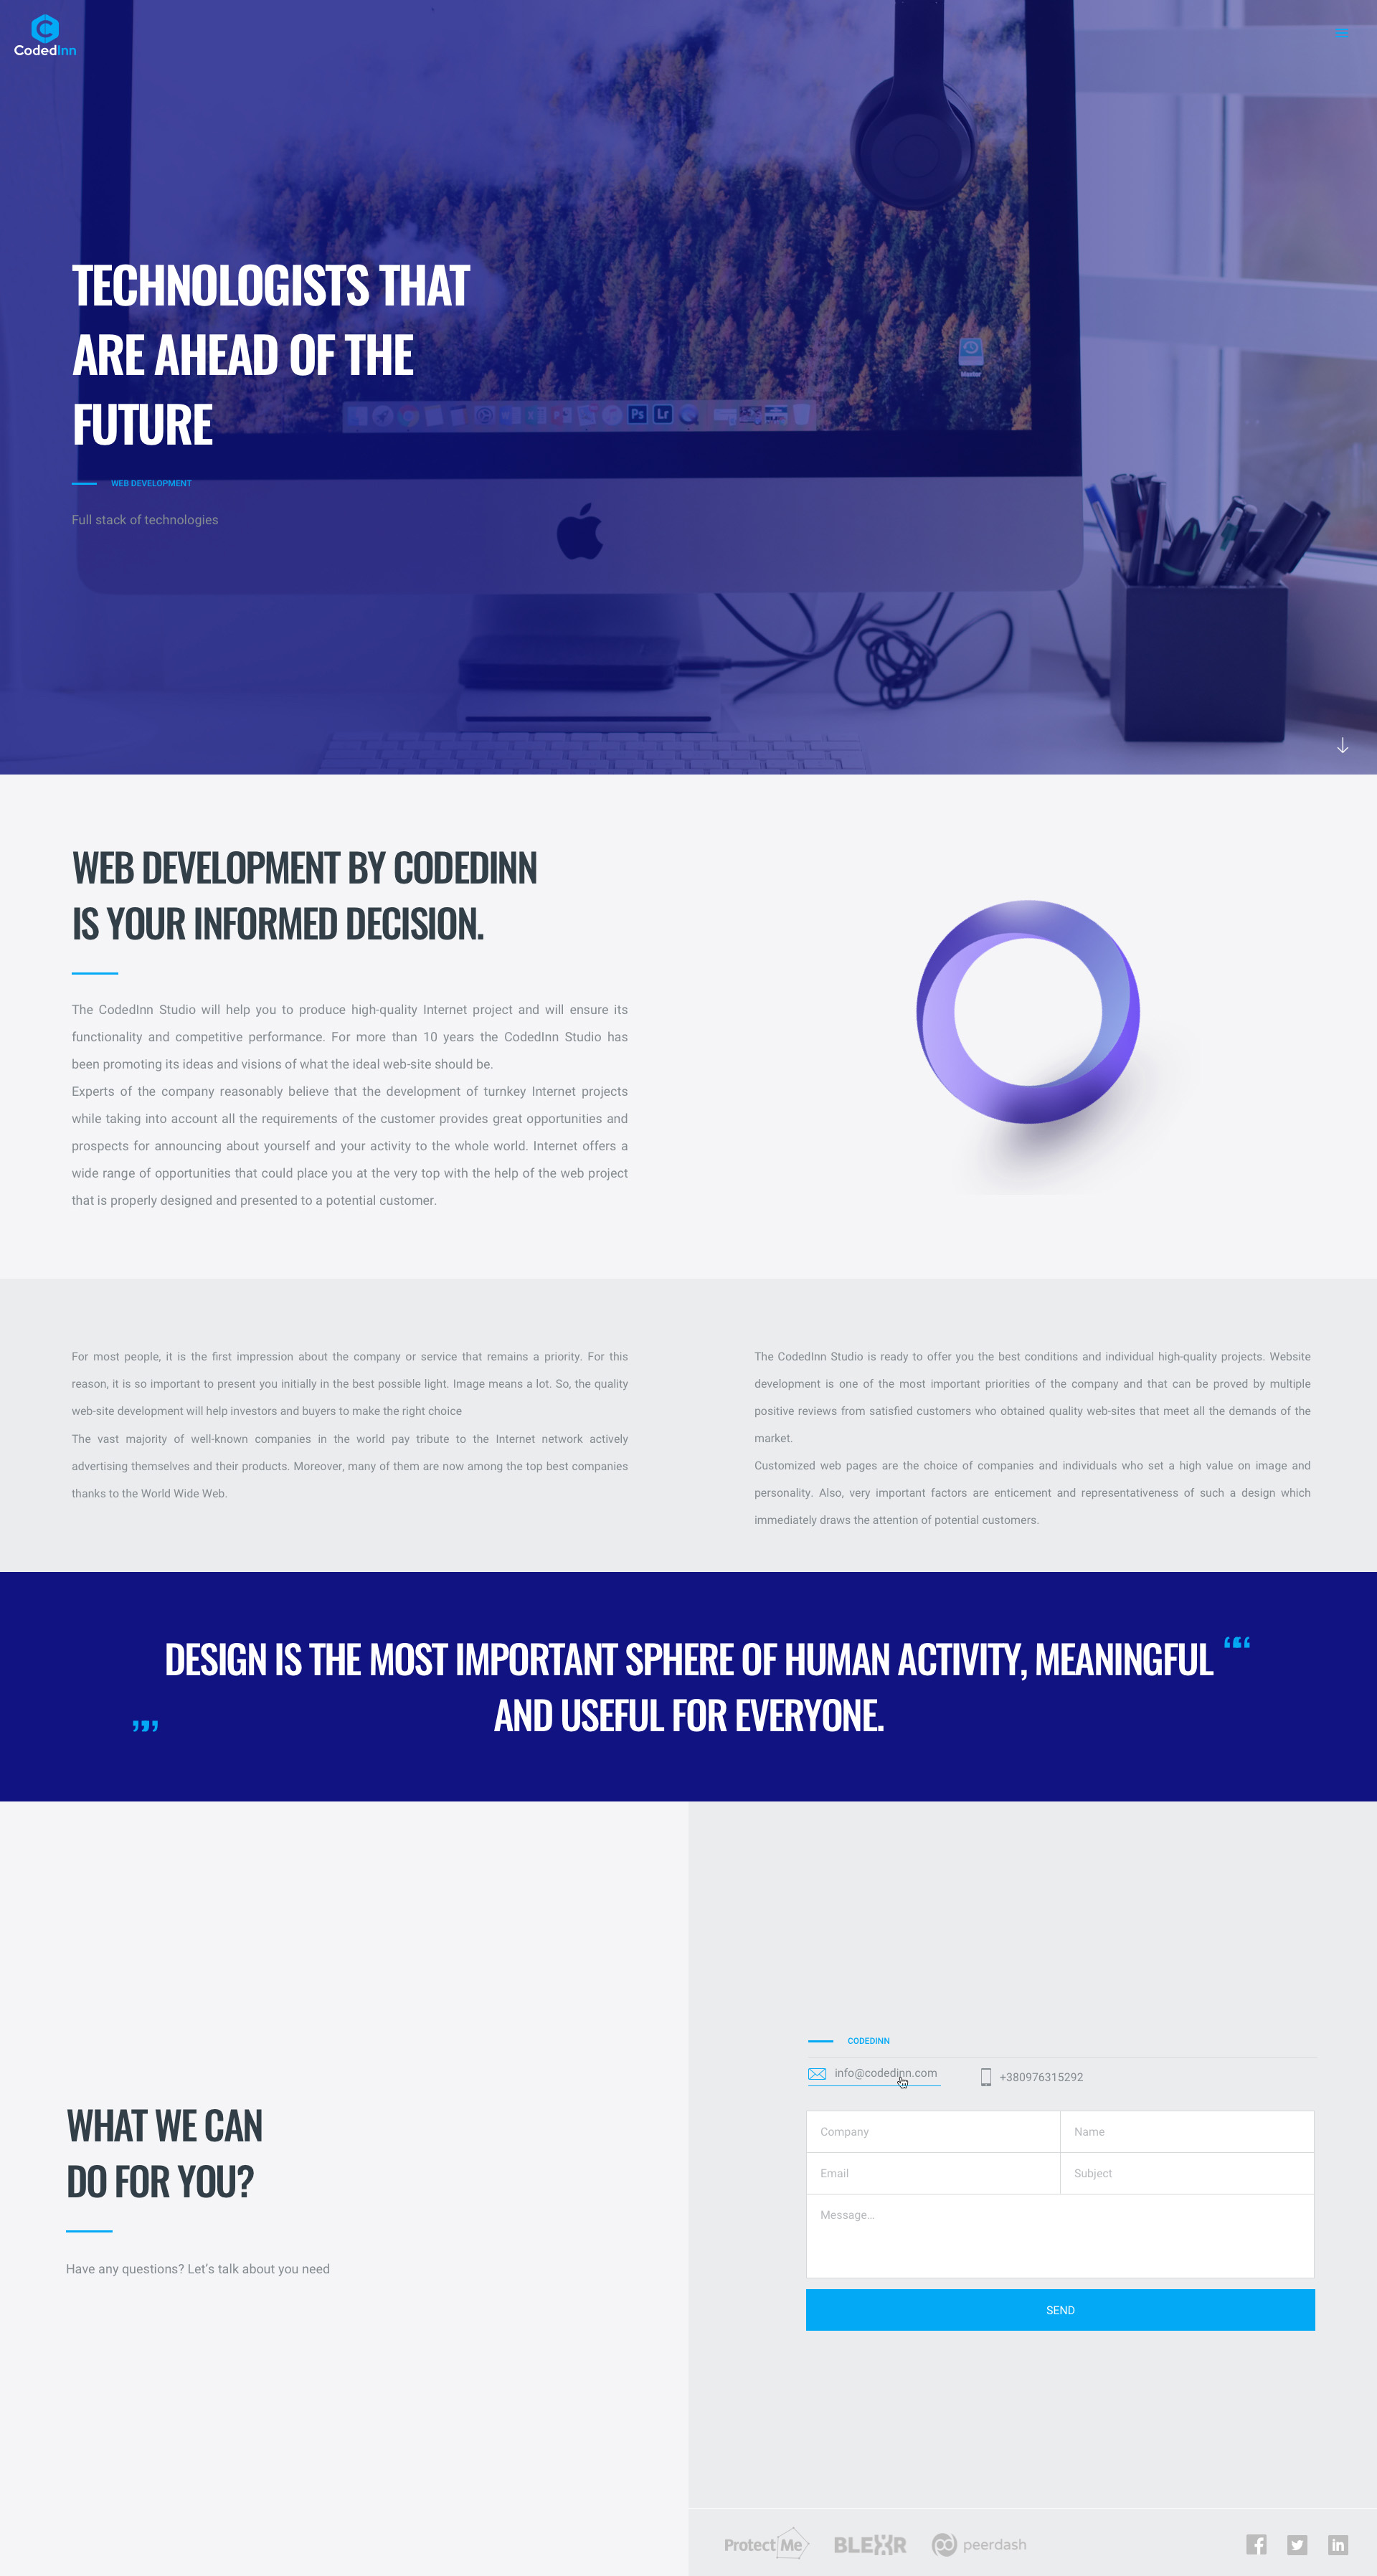 CodedInn
TECHNOLOGISTS THAT
ARE AHEAD OF THE
FUTURE
Ps Lr
WEB DEVELOPMENT
Full stack of technologies
WEB DEVELOPMENT BY CODEDINN
IS YOUR INFORMED DECISION.
The CodedInn Studio will help you to produce high-quality Internet project and will ensure its
functionality and competitive performance. For more than 10 years the CodedInn Studio has
been promoting its ideas and visions of what the ideal web-site should be.
Experts of the company reasonably believe that the development of turnkey Internet projects
while taking into account all the requirements of the customer provides great opportunities and
prospects for announcing about yourself and your activity to the whole world. Internet offers a
wide range of opportunities that could place you at the very top with the help of the web project
that is properly designed and presented to a potential customer.
For most people, it is the first impression about the company or service that remains a priority. For this
reason, it is so important to present you initially in the best possible light. Image means a lot. So, the quality
web-site development will help investors and buyers to make the right choice
The vast majority of well-known companies in the world pay tribute to the Internet network actively
advertising themselves and their products. Moreover, many of them are now among the top best companies
thanks to the World Wide Web.
The CodedInn Studio is ready to offer you the best conditions and individual high-quality projects. Website
development is one of the most important priorities of the company and that can be proved by multiple
positive reviews from satisfied customers who obtained quality web-sites that meet all the demands of the
market.
Customized web pages are the choice of companies and individuals who set a high value on image and
personality. Also, very important factors are enticement and representativeness of such a design which
immediately draws the attention of potential customers.
DESIGN IS THE MOST IMPORTANT SPHERE OF HUMAN ACTIVITY, MEANINGFUL
AND USEFUL FOR EVERYONE.
WHAT WE CAN
DO FOR YOU?
Have any questions? Let's talk about you need
CODEDINN
info@codedinn.com +380976315292
Company Name
Email Subject
Message...
SEND
ProtectMe BLEXR peerdash